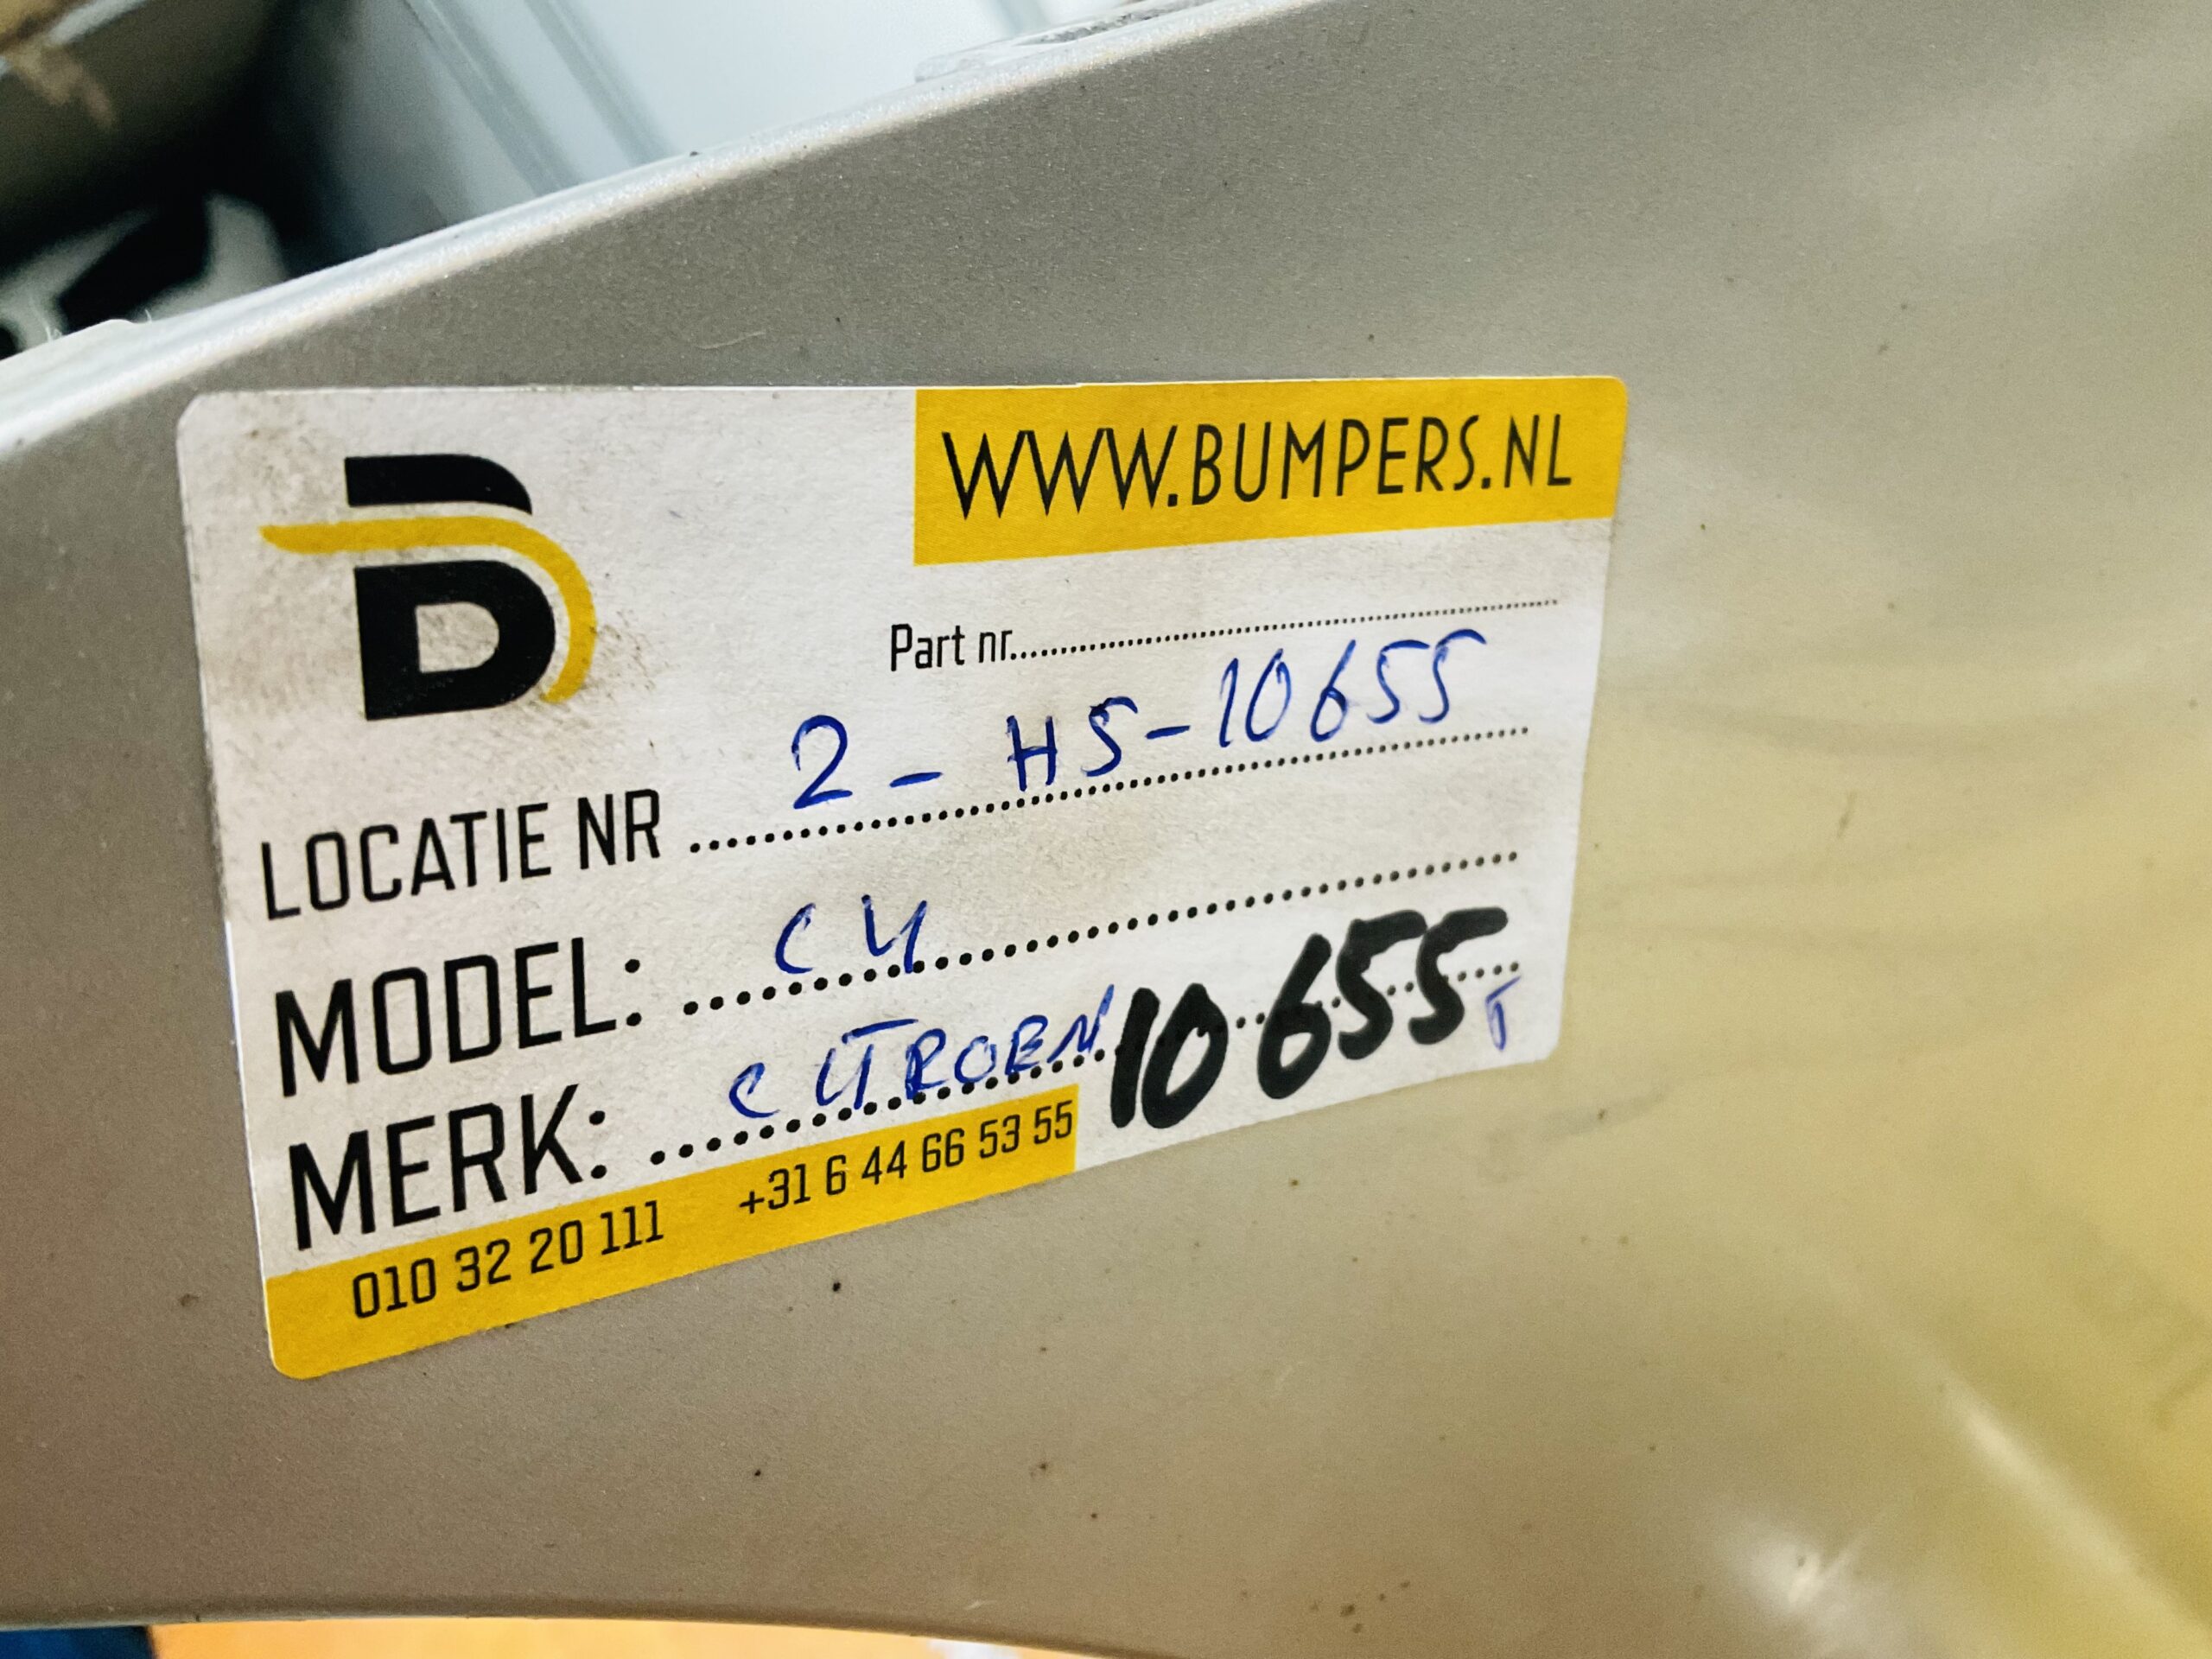 WWW.BUMPERS.NL
Part nr..........
LOCATIE NR 2 - HS - 10655
MODEL: C4
MERK: CITROEN 10655 T
010 32 20 111 +31 6 44 66 53 55